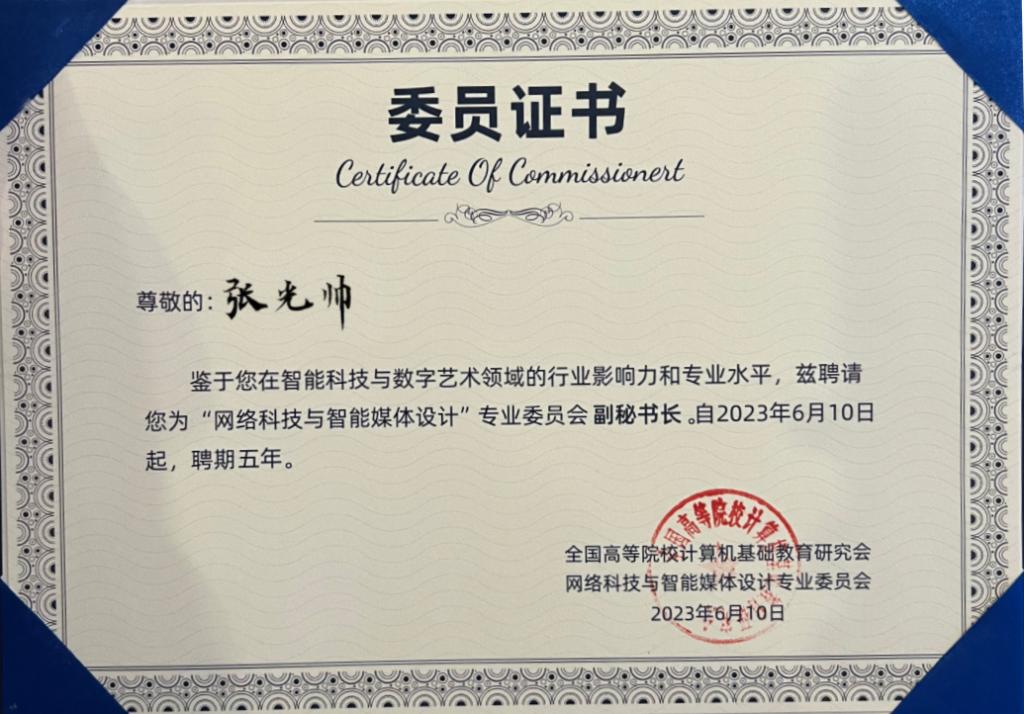 委员证书
Certificate Of Commissionert
尊敬的：张光帅
鉴于您在智能科技与数字艺术领域的行业影响力和专业水平，兹聘请
您为“网络科技与智能媒体设计”专业委员会 副秘书长 。自2023年6月10日
起，聘期五年。
全国高等院校计算机基础教育研究会
网络科技与智能媒体设计专业委员会
2023年6月10日